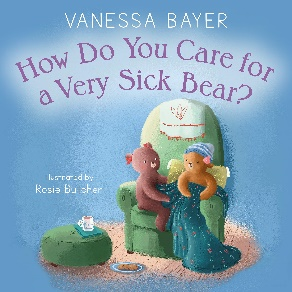 VANESSA BAYER
How Do You Care for
a Very Sick Bear?
Illustrated by
Rosie Butcher